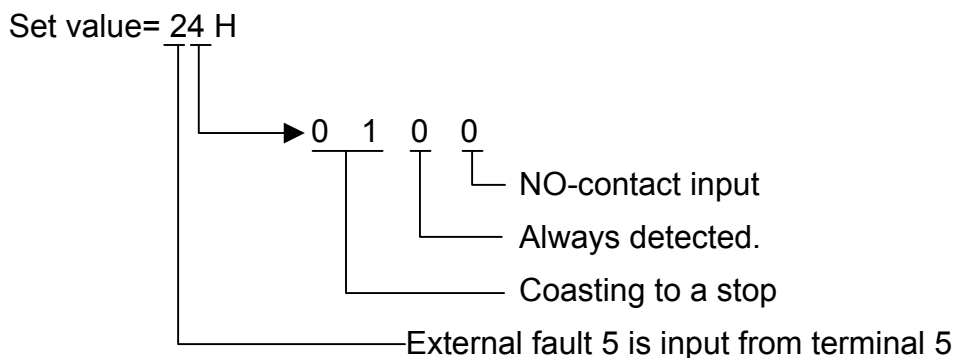 Set value= 24 H
0 1 0 0
NO-contact input
Always detected.
Coasting to a stop
External fault 5 is input from terminal 5